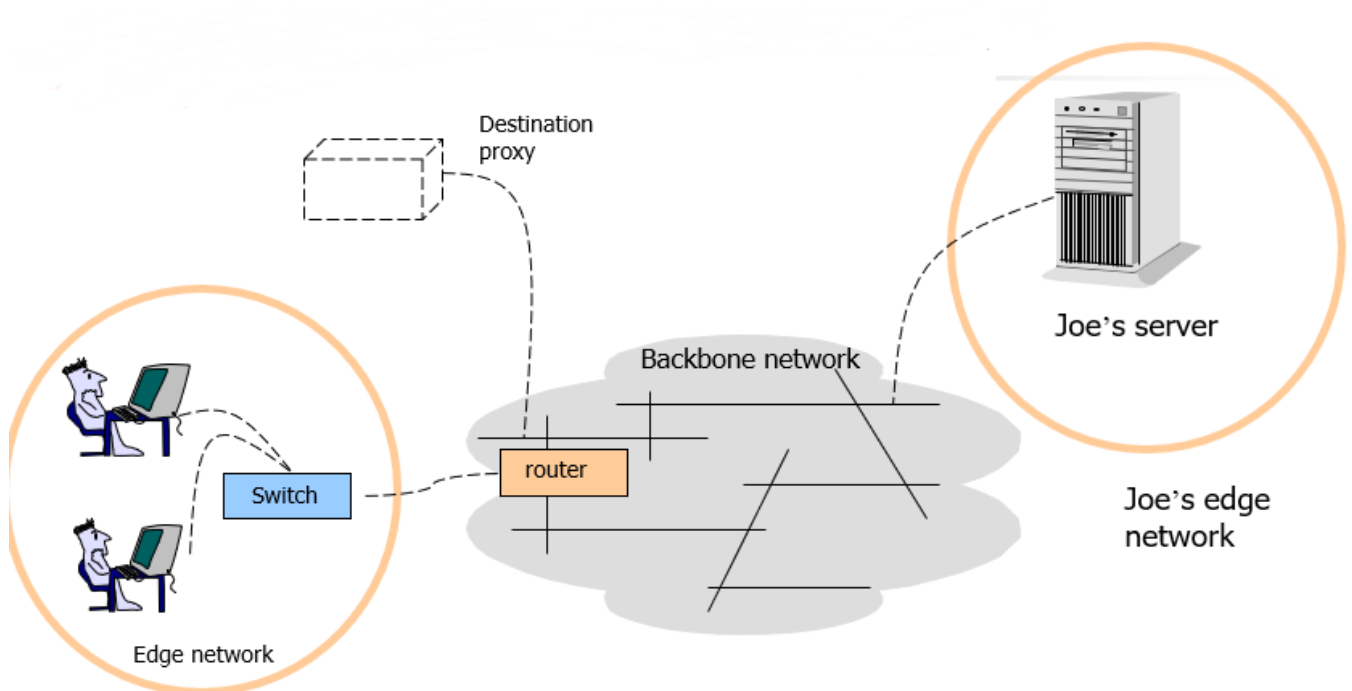 Destination
proxy
Joe’s server
Backbone network
router
Switch
Joe’s edge
network
Edge network